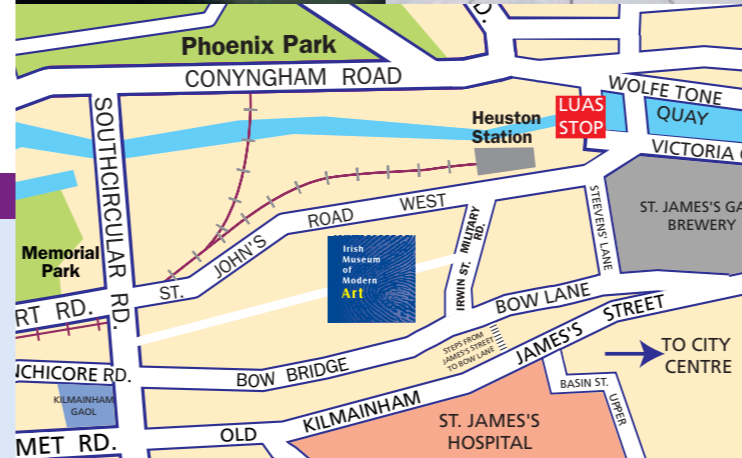 D.
Phoenix Park
CONYNGHAM ROAD
WOLFE TONE
QUAY
LUAS
STOP
Heuston
Station
VICTORIA
SOUTHCIRCULAR RD.
ST. JOHN'S ROAD WEST
MILITARY
RD.
IRWIN ST.
STEEVENS' LANE
ST. JAMES'S GA
BREWERY
Memorial
Park
Irish
Museum
of
Modern
Art
RT RD.
BOW LANE
STEPS FROM
JAMES'S STREET
TO BOW LANE
JAMES'S STREET
TO CITY
CENTRE
NCHICORE RD.
BOW BRIDGE
KILMAINHAM
GAOL
BASIN ST.
UPPER
MET RD.
OLD KILMAINHAM
ST. JAMES'S
HOSPITAL